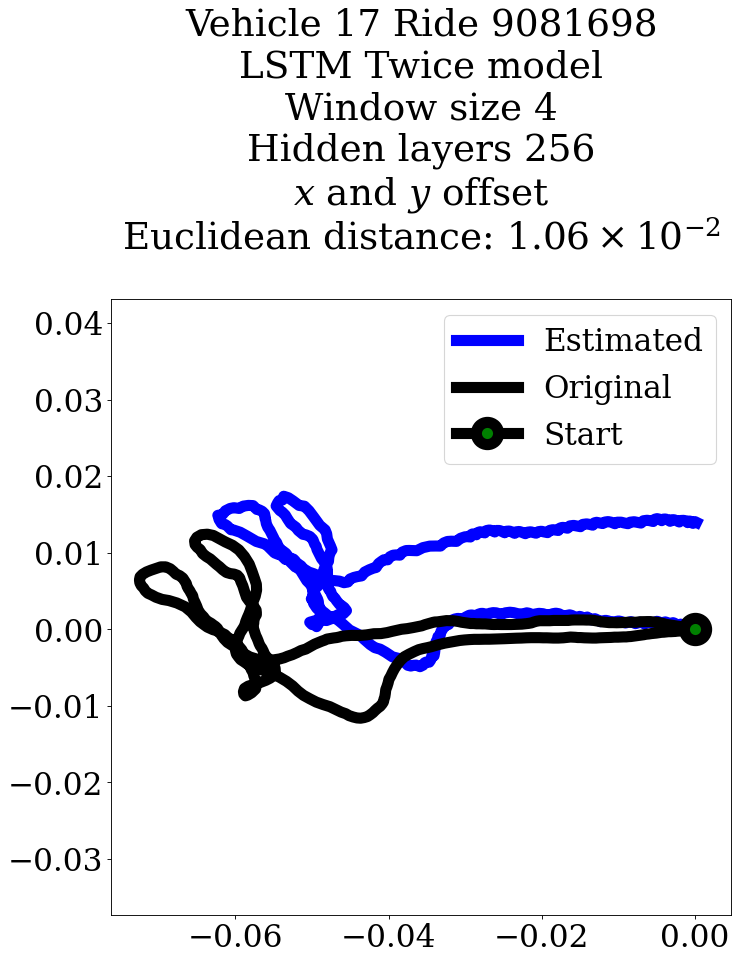 Vehicle 17 Ride 9081698
LSTM Twice model
Window size 4
Hidden layers 256
x and y offset
Euclidean distance: 1.06 × 10⁻²
Estimated
Original
Start
0.04
0.03
0.02
0.01
0.00
−0.01
−0.02
−0.03
−0.06 −0.04 −0.02 0.00